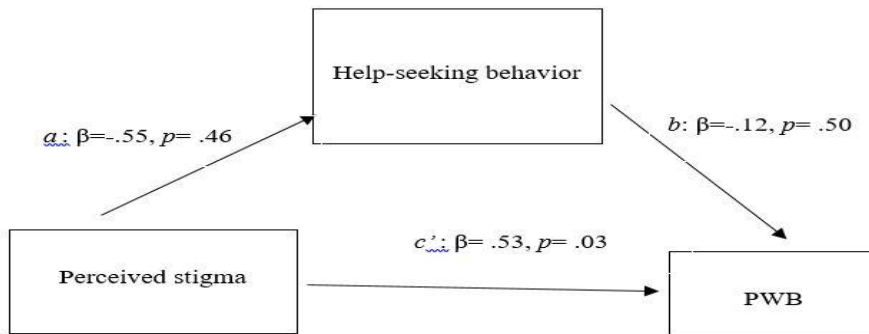 Help-seeking behavior
a: β=-.55, p= .46
b: β=-.12, p= .50
c’: β= .53, p= .03
Perceived stigma
PWB